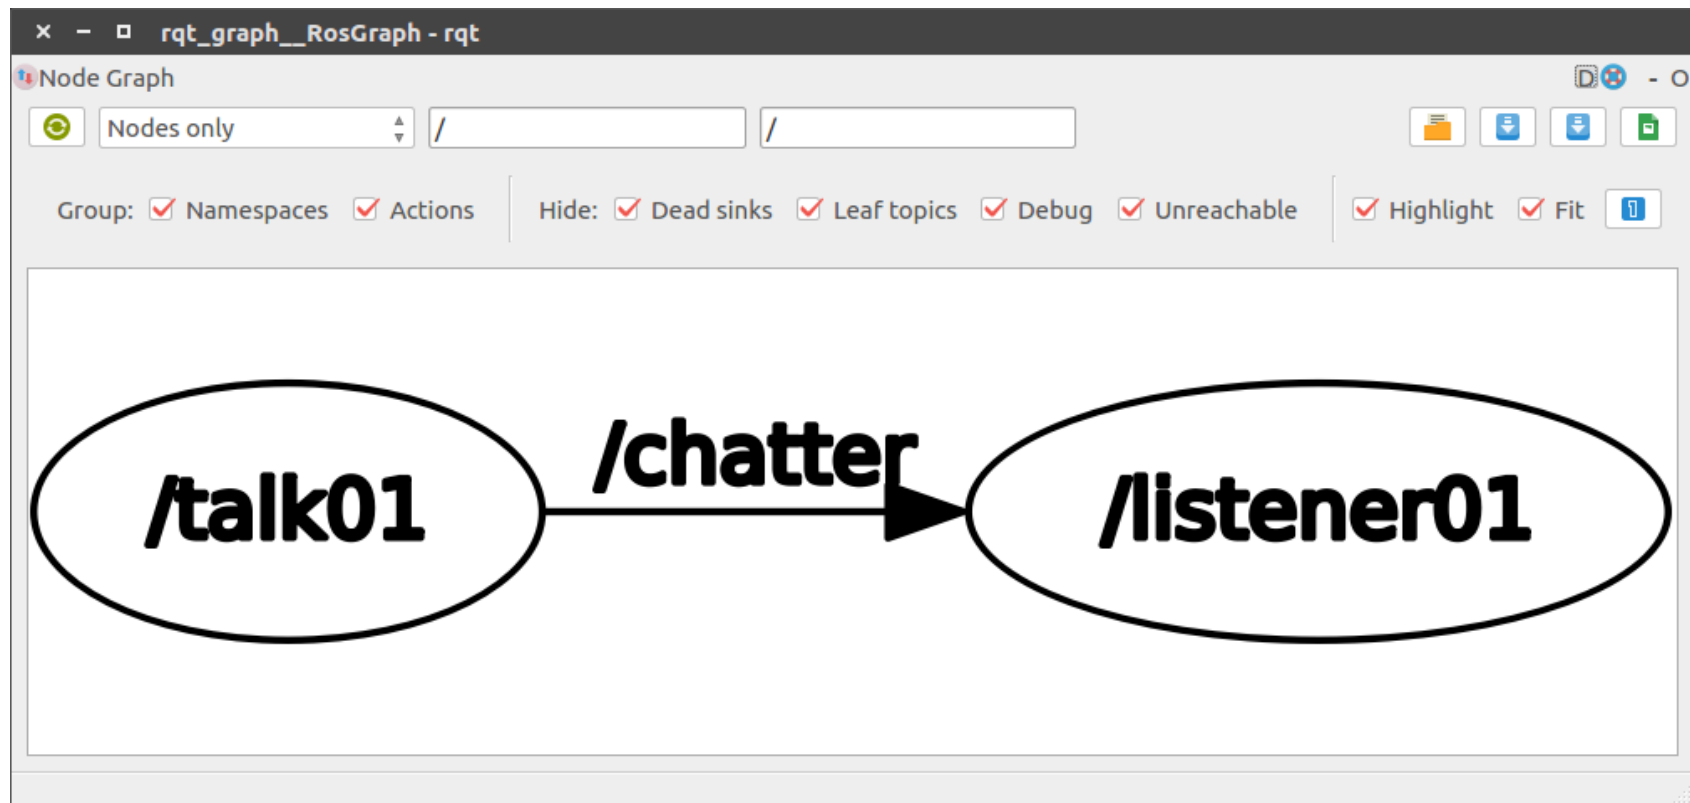 rqt_graph__RosGraph - rqt
Node Graph D - O
Nodes only / /
Group: Namespaces Actions Hide: Dead sinks Leaf topics Debug Unreachable Highlight Fit 1
/chatter
/talk01 /listener01